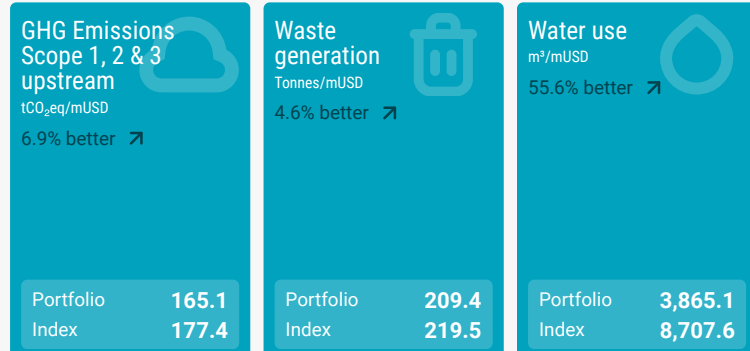 GHG Emissions
Scope 1, 2 & 3
upstream
tCO₂eq/mUSD
6.9% better
Portfolio 165.1
Index 177.4
Waste
generation
Tonnes/mUSD
4.6% better
Portfolio 209.4
Index 219.5
Water use
m³/mUSD
55.6% better
Portfolio 3,865.1
Index 8,707.6